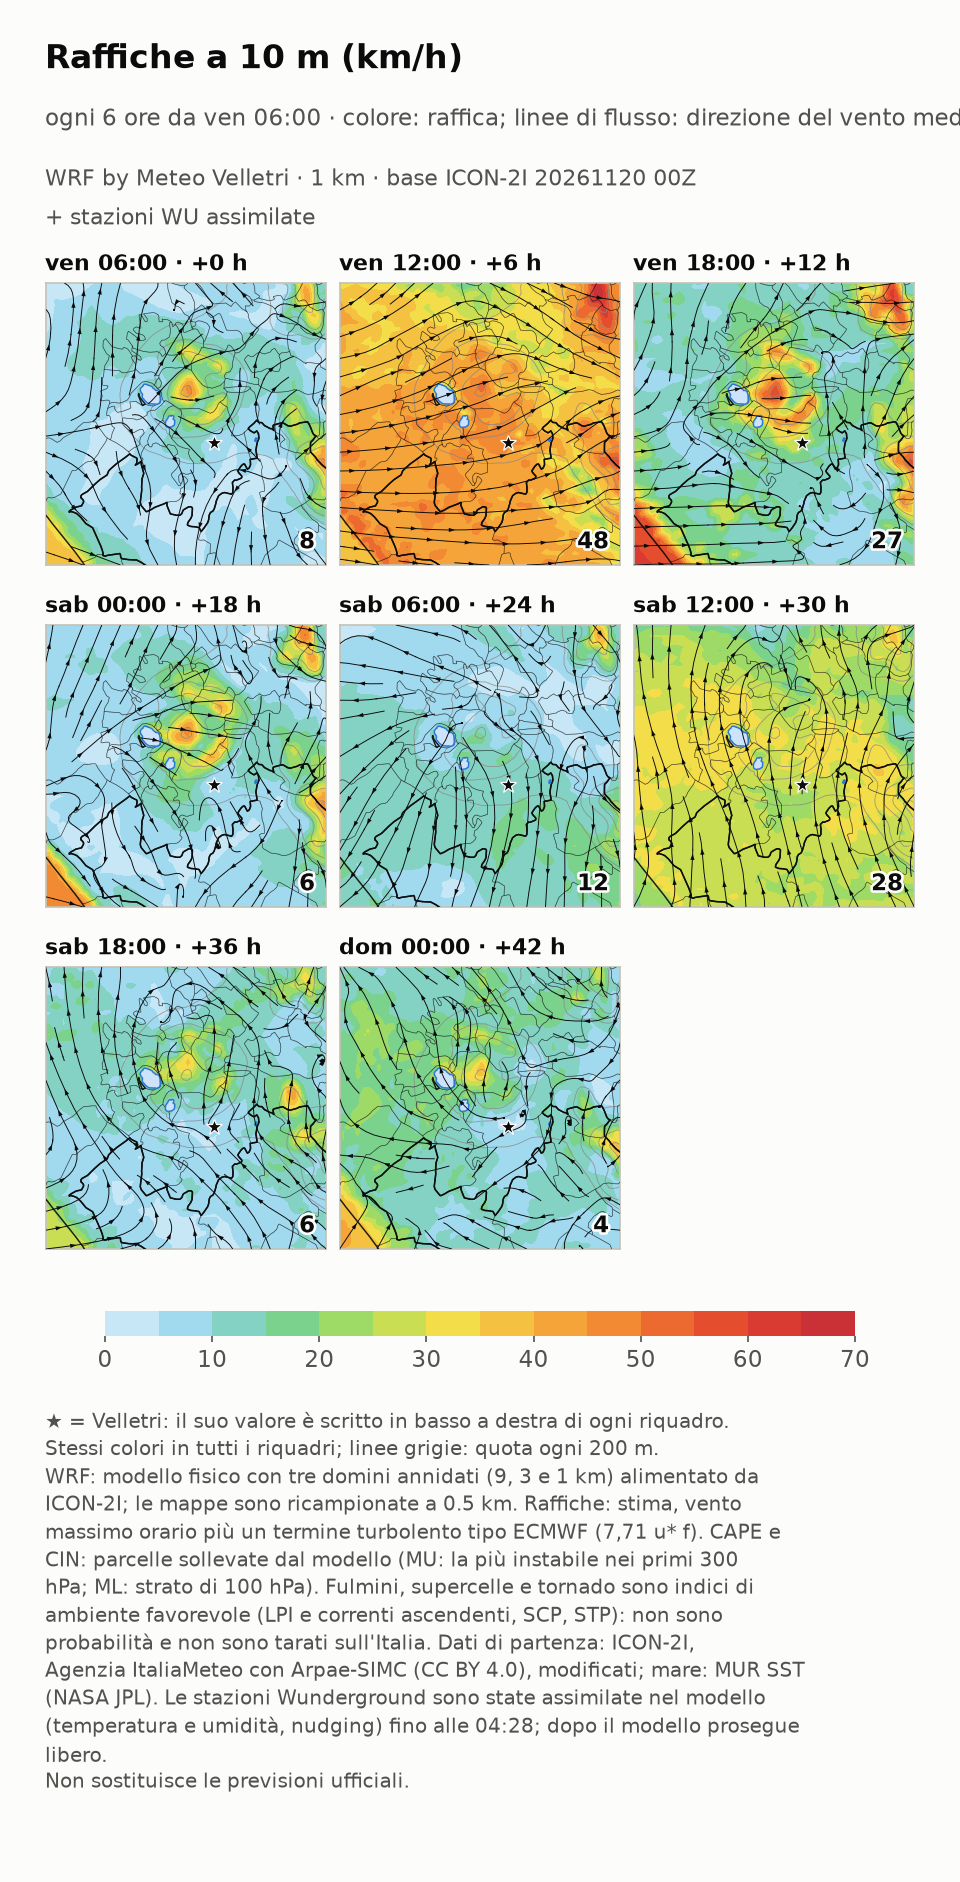 Raffiche a 10 m (km/h)
ogni 6 ore da ven 06:00 · colore: raffica; linee di flusso: direzione del vento med
WRF by Meteo Velletri · 1 km · base ICON-2I 20261120 00Z
+ stazioni WU assimilate
ven 06:00 · +0 h
ven 12:00 · +6 h
ven 18:00 · +12 h
8
48
27
sab 00:00 · +18 h
sab 06:00 · +24 h
sab 12:00 · +30 h
6
12
28
sab 18:00 · +36 h
dom 00:00 · +42 h
6
4
0 10 20 30 40 50 60 70
★ = Velletri: il suo valore è scritto in basso a destra di ogni riquadro.
Stessi colori in tutti i riquadri; linee grigie: quota ogni 200 m.
WRF: modello fisico con tre domini annidati (9, 3 e 1 km) alimentato da
ICON-2I; le mappe sono ricampionate a 0.5 km. Raffiche: stima, vento
massimo orario più un termine turbolento tipo ECMWF (7,71 u* f). CAPE e
CIN: parcelle sollevate dal modello (MU: la più instabile nei primi 300
hPa; ML: strato di 100 hPa). Fulmini, supercelle e tornado sono indici di
ambiente favorevole (LPI e correnti ascendenti, SCP, STP): non sono
probabilità e non sono tarati sull'Italia. Dati di partenza: ICON-2I,
Agenzia ItaliaMeteo con Arpae-SIMC (CC BY 4.0), modificati; mare: MUR SST
(NASA JPL). Le stazioni Wunderground sono state assimilate nel modello
(temperatura e umidità, nudging) fino alle 04:28; dopo il modello prosegue
libero.
Non sostituisce le previsioni ufficiali.